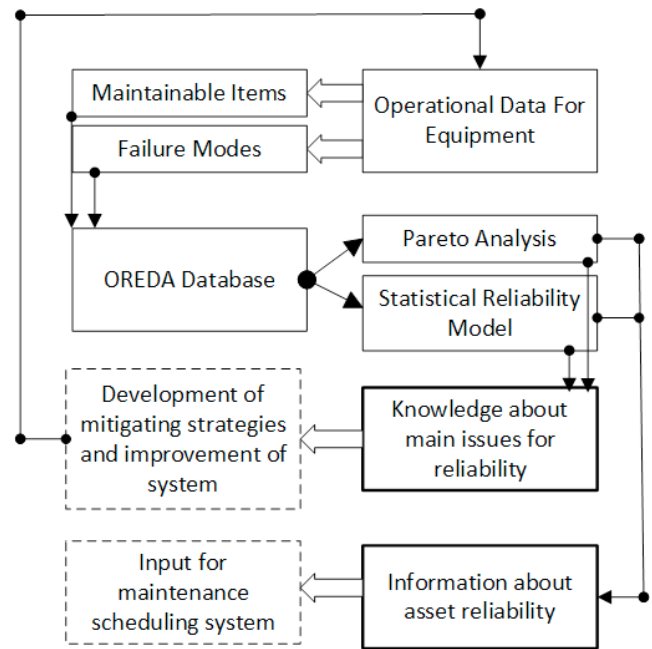 Maintainable Items
Operational Data For
Equipment
Failure Modes
OREDA Database
Pareto Analysis
Statistical Reliability
Model
Development of
mitigating strategies
and improvement of
system
Knowledge about
main issues for
reliability
Input for
maintenance
scheduling system
Information about
asset reliability